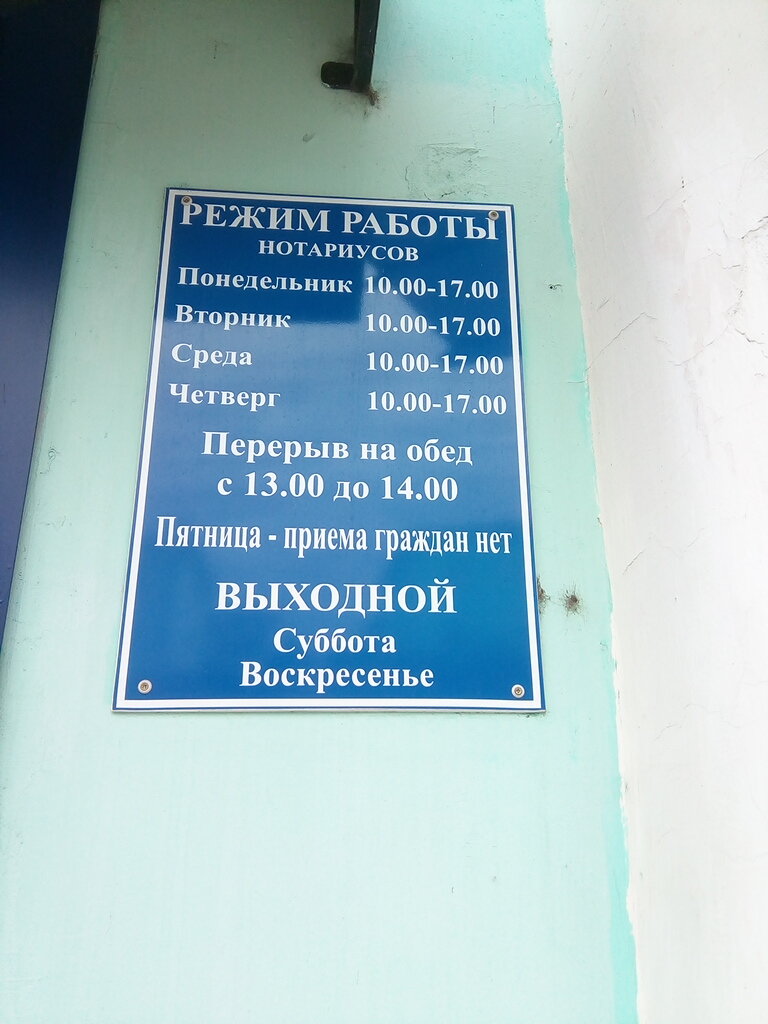 РЕЖИМ РАБОТЫ
НОТАРИУСОВ
Понедельник 10.00-17.00
Вторник 10.00-17.00
Среда 10.00-17.00
Четверг 10.00-17.00
Перерыв на обед
с 13.00 до 14.00
Пятница - приема граждан нет
ВЫХОДНОЙ
Суббота
Воскресенье